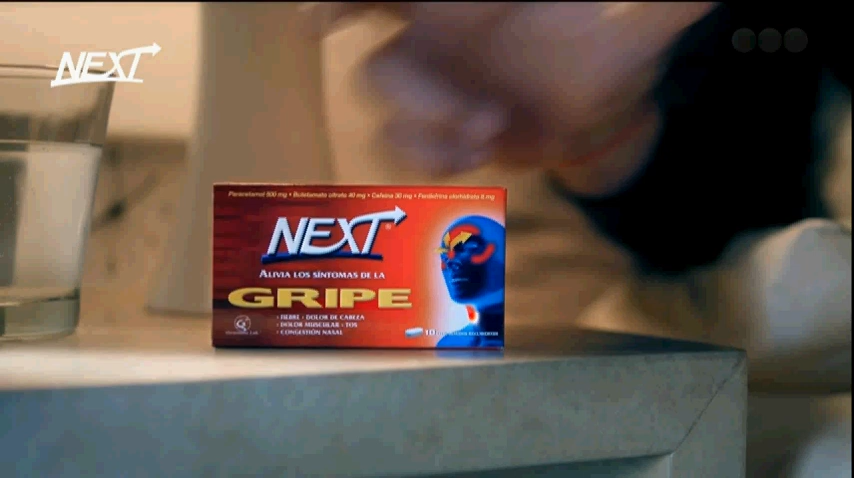 NEXT
Paracetamol 500 mg • Butetamato citrato 40 mg • Cafeína 30 mg • Fenilefrina clorhidrato 6 mg
NEXT
ALIVIA LOS SÍNTOMAS DE LA
GRIPE
- FIEBRE - DOLOR DE CABEZA
- DOLOR MUSCULAR - TOS
- CONGESTIÓN NASAL
10